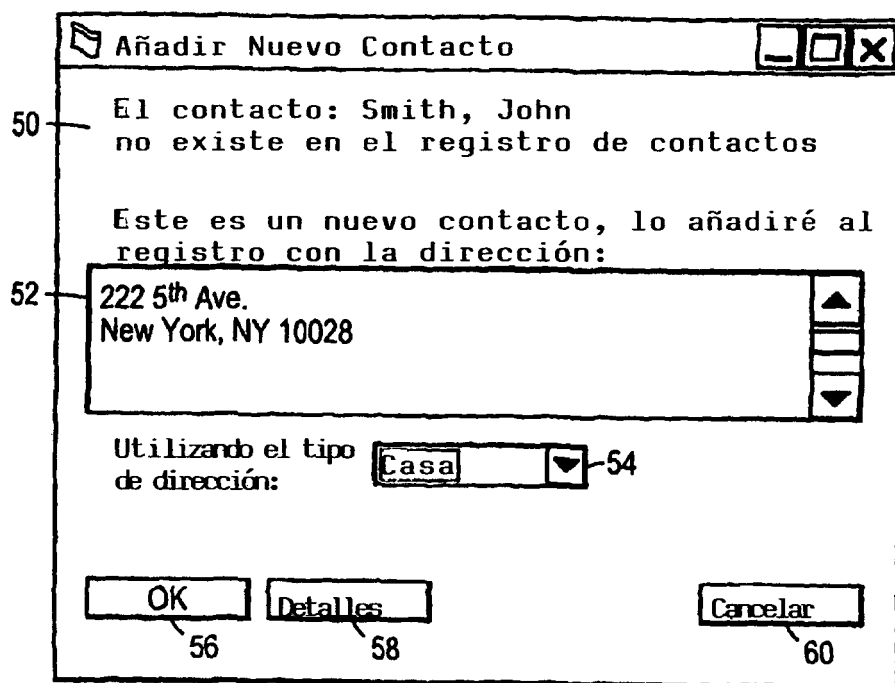 Añadir Nuevo Contacto
50
El contacto: Smith, John
no existe en el registro de contactos
Este es un nuevo contacto, lo añadiré al
registro con la dirección:
52
222 5th Ave.
New York, NY 10028
Utilizando el tipo
de dirección:
Casa
54
OK
Detalles
Cancelar
56
58
60